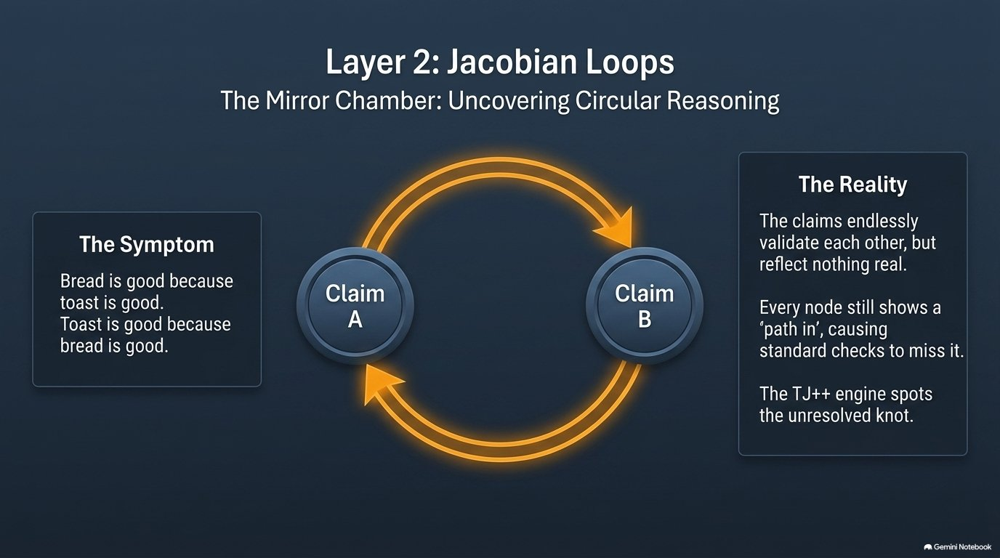 Layer 2: Jacobian Loops
The Mirror Chamber: Uncovering Circular Reasoning
The Symptom
Bread is good because
toast is good.
Toast is good because
bread is good.
Claim
A
Claim
B
The Reality
The claims endlessly
validate each other, but
reflect nothing real.
Every node still shows a
‘path in’, causing
standard checks to miss it.
The TJ++ engine spots
the unresolved knot.
Gemini Notebook